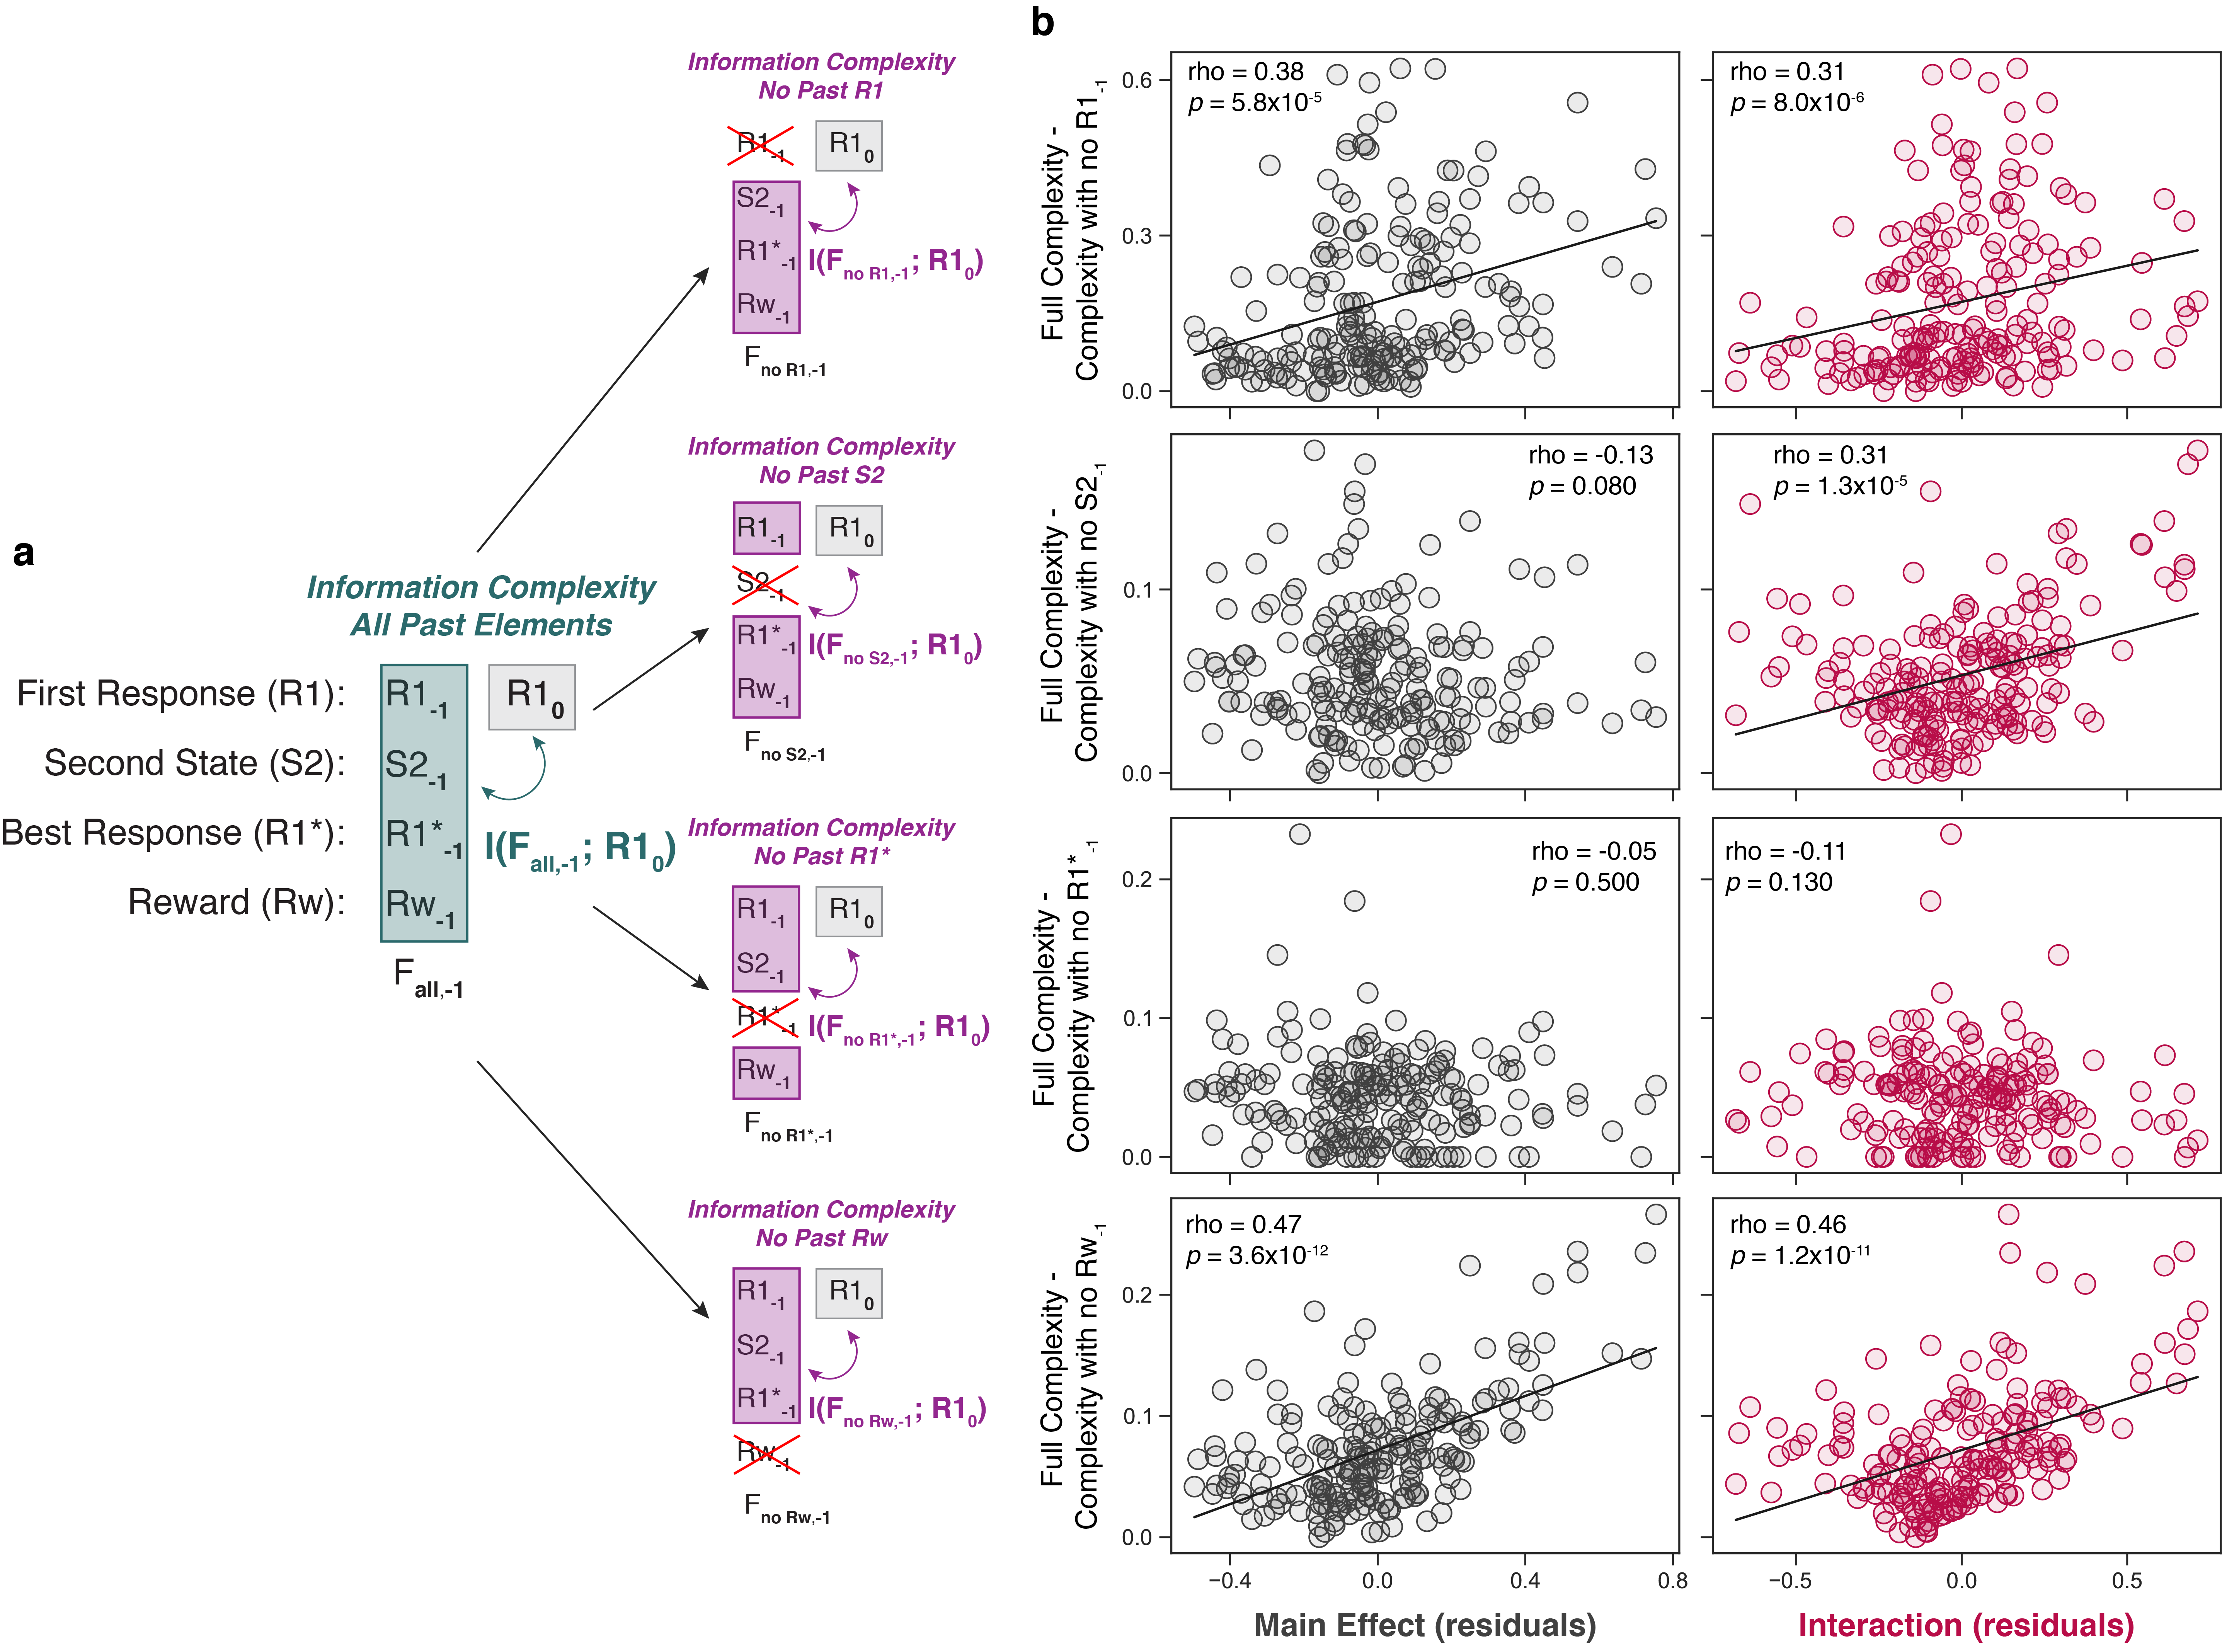 a
Information Complexity
All Past Elements
First Response (R1): R1-1 R10
Second State (S2): S2-1
Best Response (R1*): R1*-1 I(Fall,-1; R10)
Reward (Rw): Rw-1
Fall,-1
Information Complexity
No Past R1
R1-1 R10
S2-1
R1*-1 I(Fno R1,-1; R10)
Rw-1
Fno R1,-1
Information Complexity
No Past S2
R1-1 R10
S2-1
R1*-1 I(Fno S2,-1; R10)
Rw-1
Fno S2,-1
Information Complexity
No Past R1*
R1-1 R10
S2-1
R1*-1 I(Fno R1*,-1; R10)
Rw-1
Fno R1*,-1
Information Complexity
No Past Rw
R1-1 R10
S2-1
R1*-1 I(Fno Rw,-1; R10)
Rw-1
Fno Rw,-1
b
Full Complexity -
Complexity with no R1-1
0.6
0.3
0.0
rho = 0.38
p = 5.8x10-5
rho = 0.31
p = 8.0x10-6
Full Complexity -
Complexity with no S2-1
0.1
0.0
rho = -0.13
p = 0.080
rho = 0.31
p = 1.3x10-5
Full Complexity -
Complexity with no R1*-1
0.2
0.1
0.0
rho = -0.05
p = 0.500
rho = -0.11
p = 0.130
Full Complexity -
Complexity with no Rw-1
0.2
0.1
0.0
rho = 0.47
p = 3.6x10-12
rho = 0.46
p = 1.2x10-11
−0.4 0.0 0.4 0.8
Main Effect (residuals)
−0.5 0.0 0.5
Interaction (residuals)